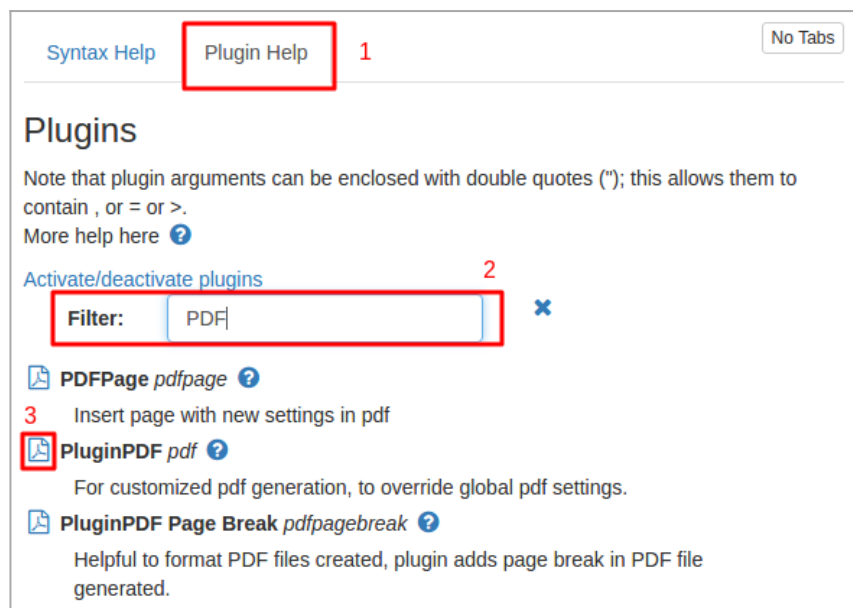 Syntax Help Plugin Help 1 No Tabs
Plugins
Note that plugin arguments can be enclosed with double quotes ("); this allows them to
contain , or = or >.
More help here ?
Activate/deactivate plugins 2
Filter: PDF
PDFPage pdfpage ?
3 Insert page with new settings in pdf
PluginPDF pdf ?
For customized pdf generation, to override global pdf settings.
PluginPDF Page Break pdfpagebreak ?
Helpful to format PDF files created, plugin adds page break in PDF file
generated.